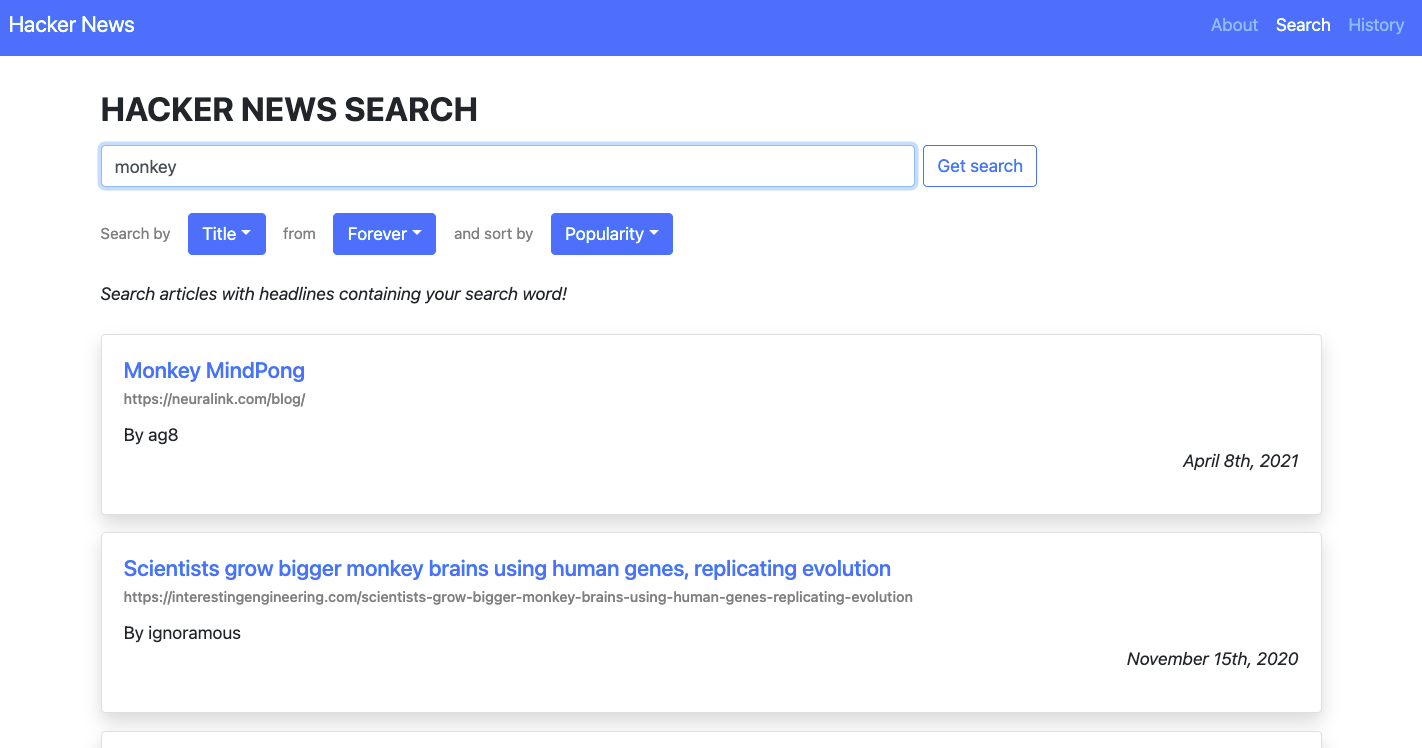 Hacker News About Search History
HACKER NEWS SEARCH
monkey Get search
Search by Title from Forever and sort by Popularity
Search articles with headlines containing your search word!
Monkey MindPong
https://neuralink.com/blog/
By ag8
April 8th, 2021
Scientists grow bigger monkey brains using human genes, replicating evolution
https://interestingengineering.com/scientists-grow-bigger-monkey-brains-using-human-genes-replicating-evolution
By ignoramous
November 15th, 2020